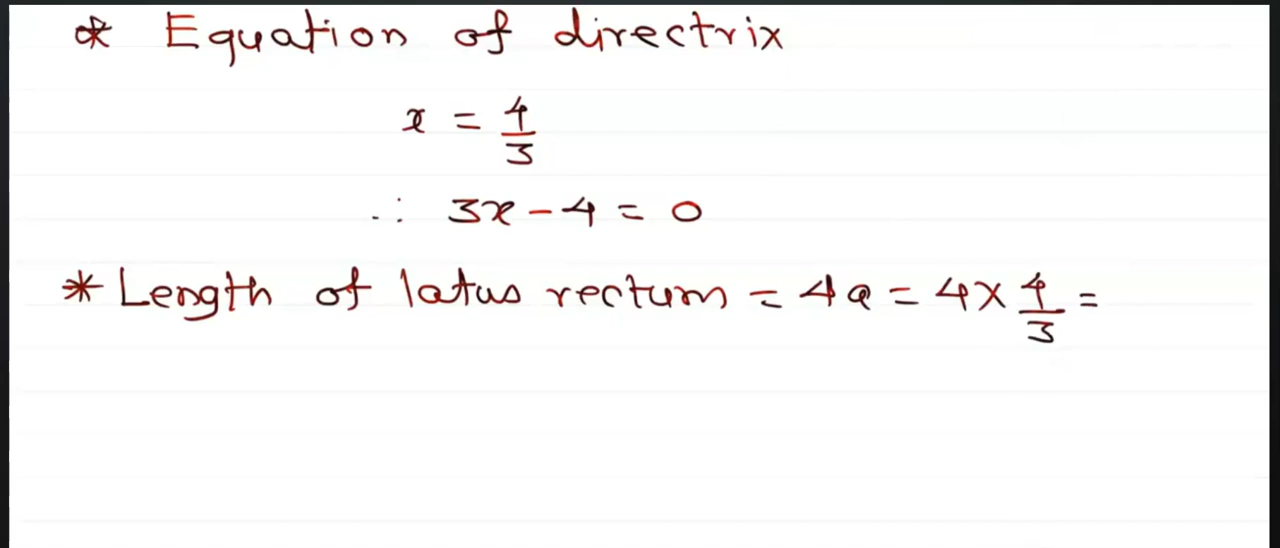 * Equation of directrix
x = 4/3
∴ 3x - 4 = 0
* Length of latus rectum = 4a = 4 × 4/3 =